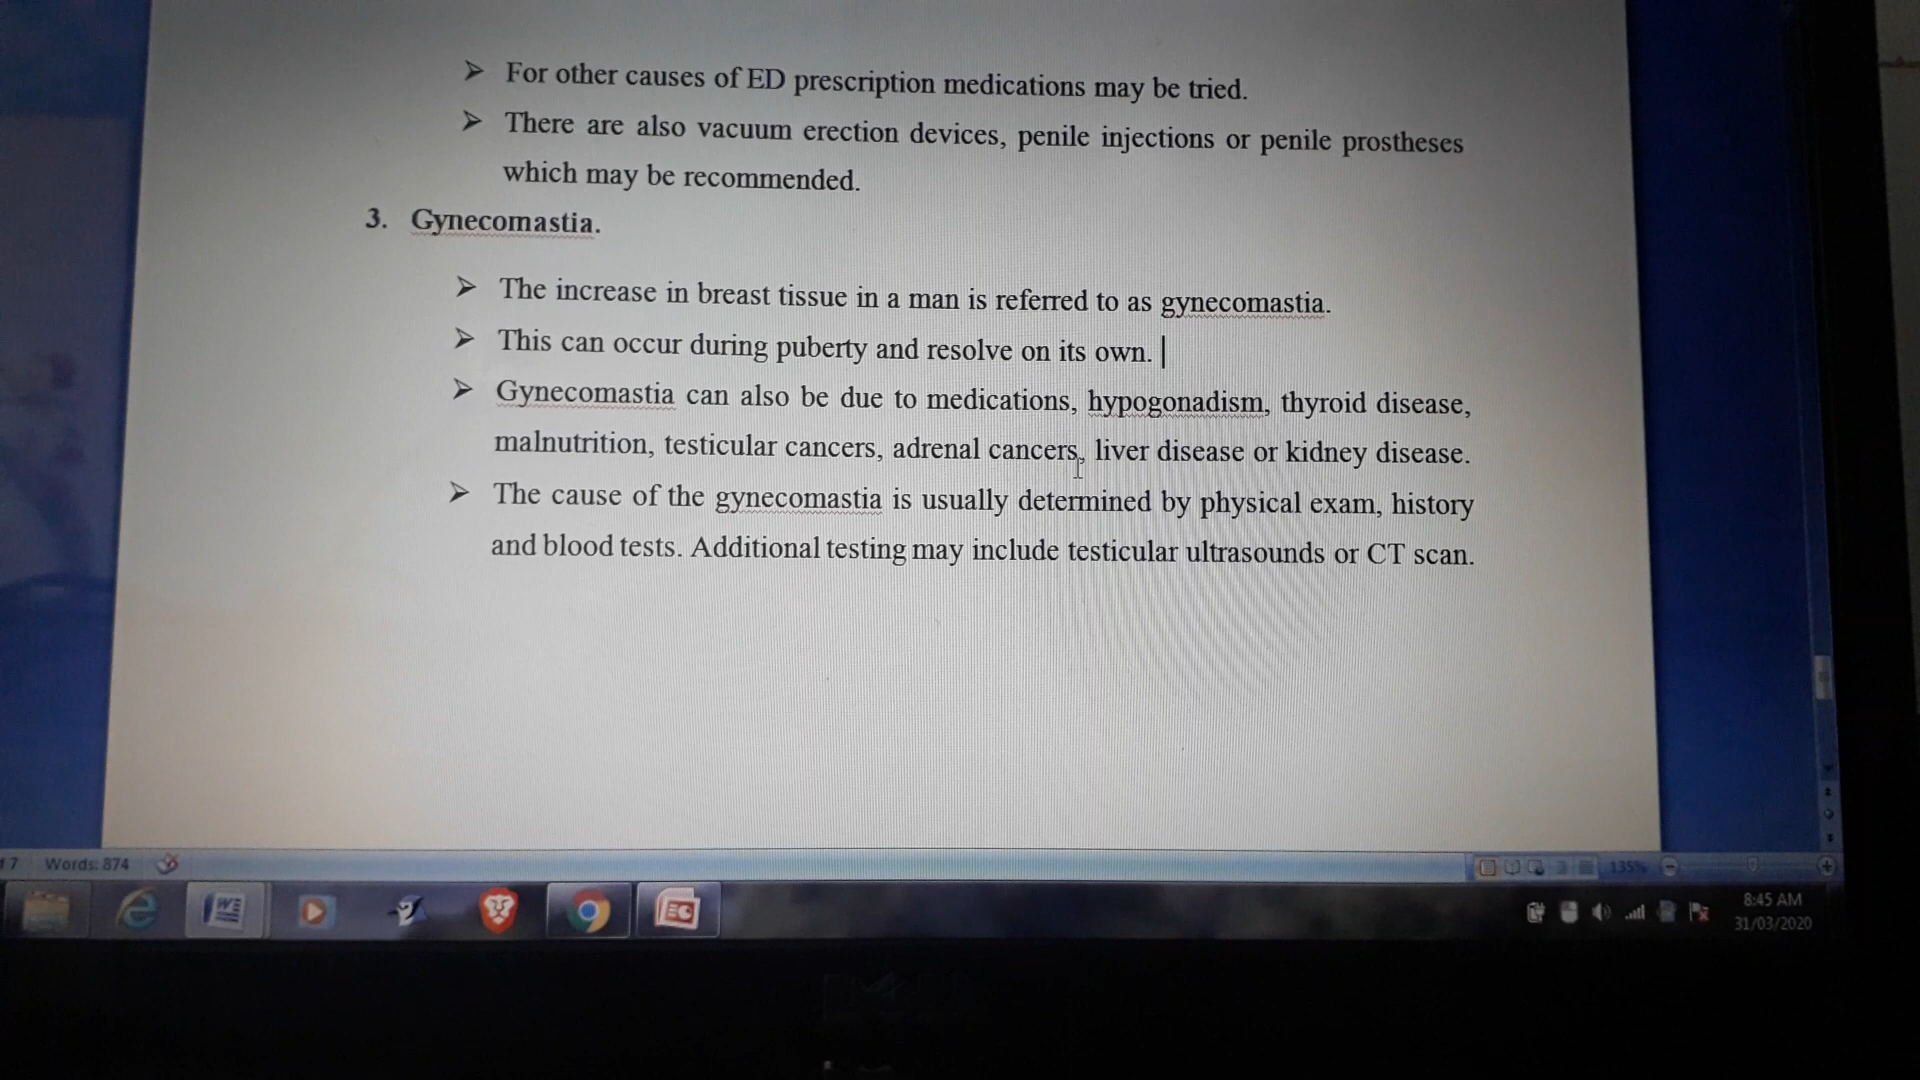 ➢ For other causes of ED prescription medications may be tried.
➢ There are also vacuum erection devices, penile injections or penile prostheses
which may be recommended.
3. Gynecomastia.
➢ The increase in breast tissue in a man is referred to as gynecomastia.
➢ This can occur during puberty and resolve on its own.
➢ Gynecomastia can also be due to medications, hypogonadism, thyroid disease,
malnutrition, testicular cancers, adrenal cancers, liver disease or kidney disease.
➢ The cause of the gynecomastia is usually determined by physical exam, history
and blood tests. Additional testing may include testicular ultrasounds or CT scan.
7 Words: 874
135%
8:45 AM
31/03/2020